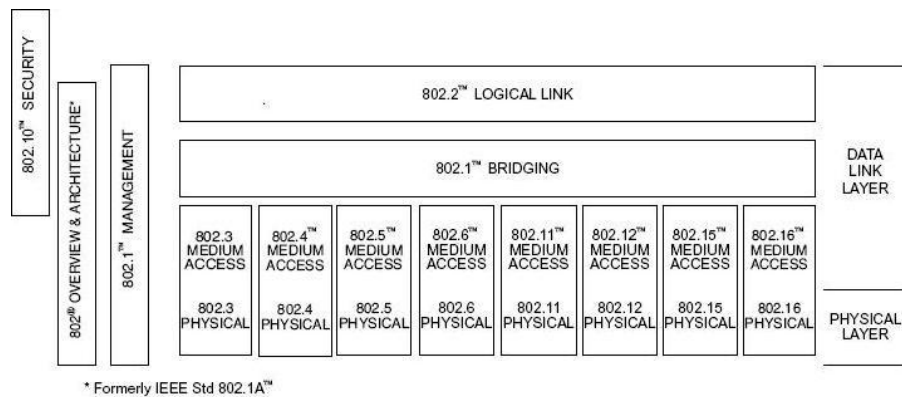 802.10™ SECURITY
802® OVERVIEW & ARCHITECTURE*
802.1™ MANAGEMENT
802.2™ LOGICAL LINK
802.1™ BRIDGING
DATA
LINK
LAYER
802.3
MEDIUM
ACCESS
802.3
PHYSICAL
802.4™
MEDIUM
ACCESS
802.4
PHYSICAL
802.5™
MEDIUM
ACCESS
802.5
PHYSICAL
802.6™
MEDIUM
ACCESS
802.6
PHYSICAL
802.11™
MEDIUM
ACCESS
802.11
PHYSICAL
802.12™
MEDIUM
ACCESS
802.12
PHYSICAL
802.15™
MEDIUM
ACCESS
802.15
PHYSICAL
802.16™
MEDIUM
ACCESS
802.16
PHYSICAL
PHYSICAL
LAYER
* Formerly IEEE Std 802.1A™